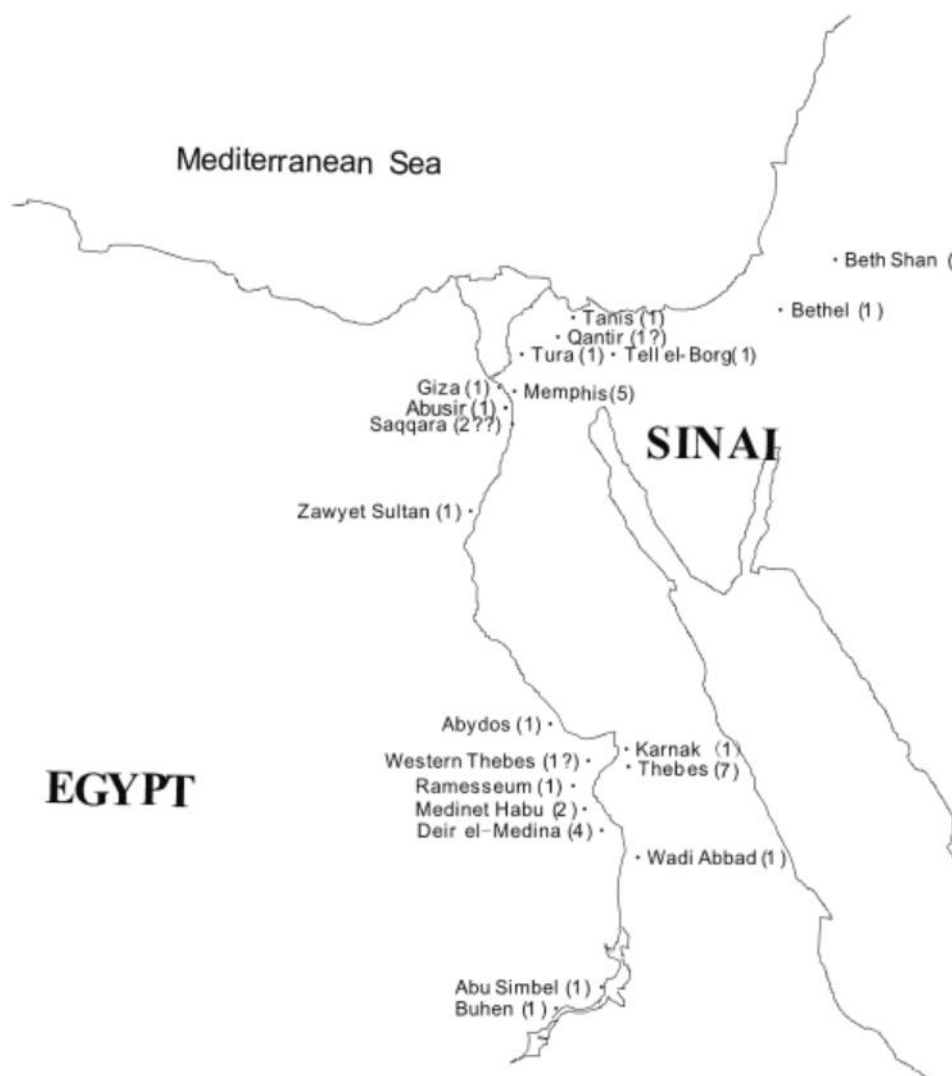 Mediterranean Sea
Beth Shan (
Bethel (1)
Tanis (1)
Qantir (1?)
Tura (1)
Tell el-Borg(1)
Giza (1)
Memphis(5)
Abusir (1)
Saqqara (2??)
SINAI
Zawyet Sultan (1)
Abydos (1)
Karnak (1)
Western Thebes (1?)
Thebes (7)
EGYPT
Ramesseum (1)
Medinet Habu (2)
Deir el-Medina (4)
Wadi Abbad (1)
Abu Simbel (1)
Buhen (1)